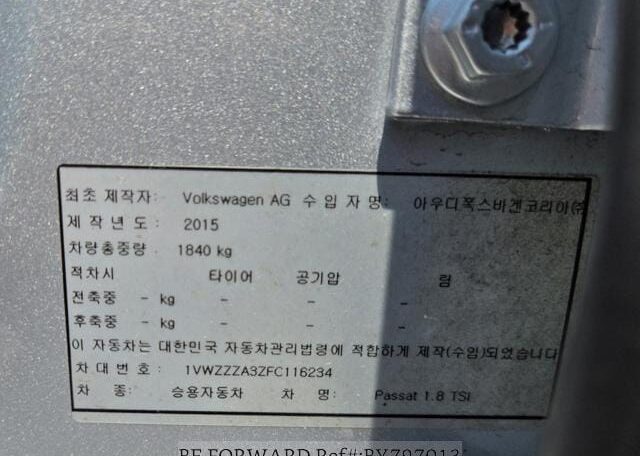 최초 제작자: Volkswagen AG 수 입 자 명: 아우디폭스바겐코리아(주)
제 작 년 도 : 2015
차량총중량 . 1840 kg
적차시 타이어 공기압 림
전축중 - kg - - -
후축중 - kg - - -
이 자동차는 대한민국 자동차관리법령에 적합하게 제작(수입)되었습니다
차 대 번 호 : 1VWZZZA3ZFC116234
차 종: 승용자동차 차 명: Passat 1.8 TSI
BE FORWARD Ref#:BY797013